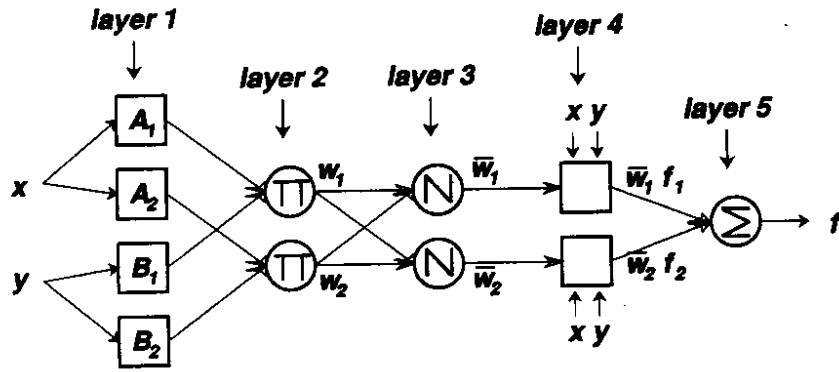 layer 1
layer 2
layer 3
layer 4
layer 5
x y
A₁
A₂
B₁
B₂
x
y
∏
∏
w₁
w₂
N
N
w̅₁
w̅₂
w̅₁ f₁
w̅₂ f₂
x y
Σ
f